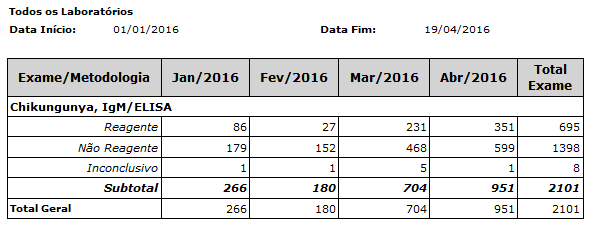 Todos os Laboratórios
Data Início: 01/01/2016 Data Fim: 19/04/2016
Exame/Metodologia Jan/2016 Fev/2016 Mar/2016 Abr/2016 Total Exame
Chikungunya, IgM/ELISA
Reagente 86 27 231 351 695
Não Reagente 179 152 468 599 1398
Inconclusivo 1 1 5 1 8
Subtotal 266 180 704 951 2101
Total Geral 266 180 704 951 2101